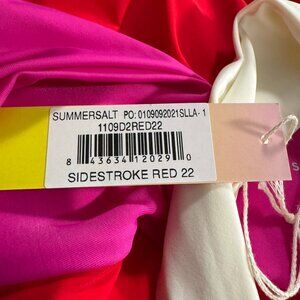 SUMMERSALT PO: 0109092021SLLA- 1
1109D2RED22
8 43634 12029 0
SIDESTROKE RED 22